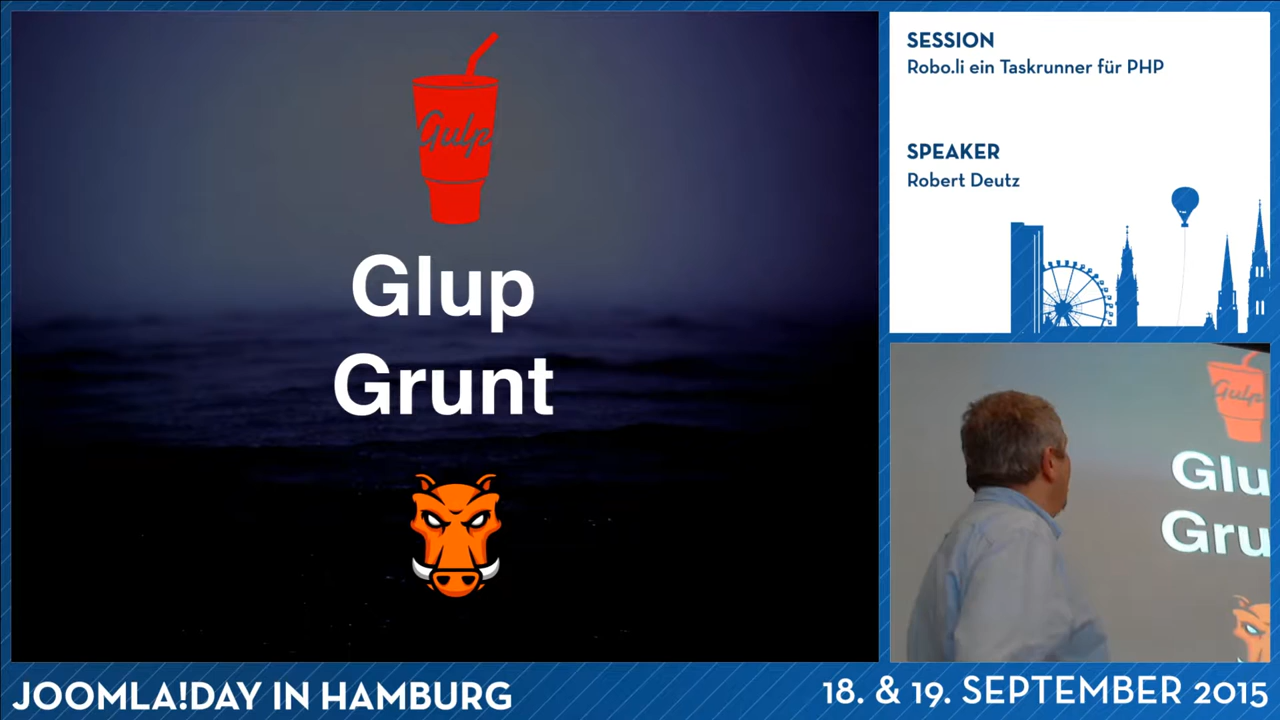 Gulp
Glup
Grunt
SESSION
Robo.li ein Taskrunner für PHP
SPEAKER
Robert Deutz
Gulp
Glu
Gru
JOOMLA!DAY IN HAMBURG
18. & 19. SEPTEMBER 2015